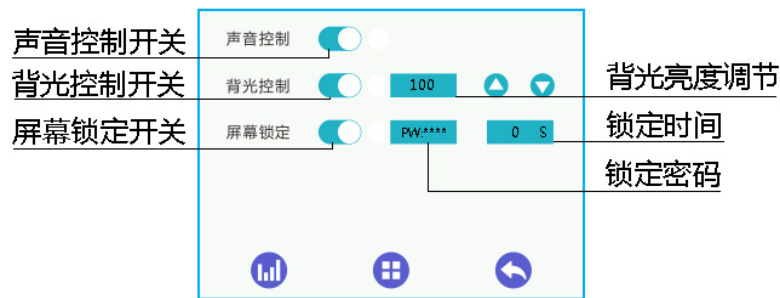 声音控制开关
声音控制
背光控制开关
背光控制
100
背光亮度调节
屏幕锁定开关
屏幕锁定
PW:****
0 S
锁定时间
锁定密码